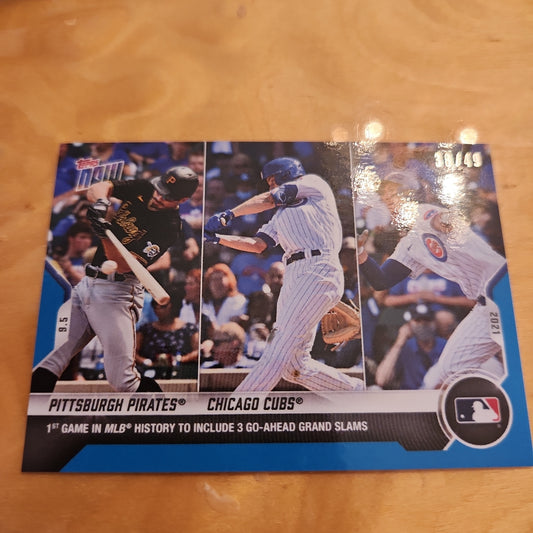 Topps
NOW
9.5
2021
PITTSBURGH PIRATES® CHICAGO CUBS®
1ST GAME IN MLB® HISTORY TO INCLUDE 3 GO-AHEAD GRAND SLAMS